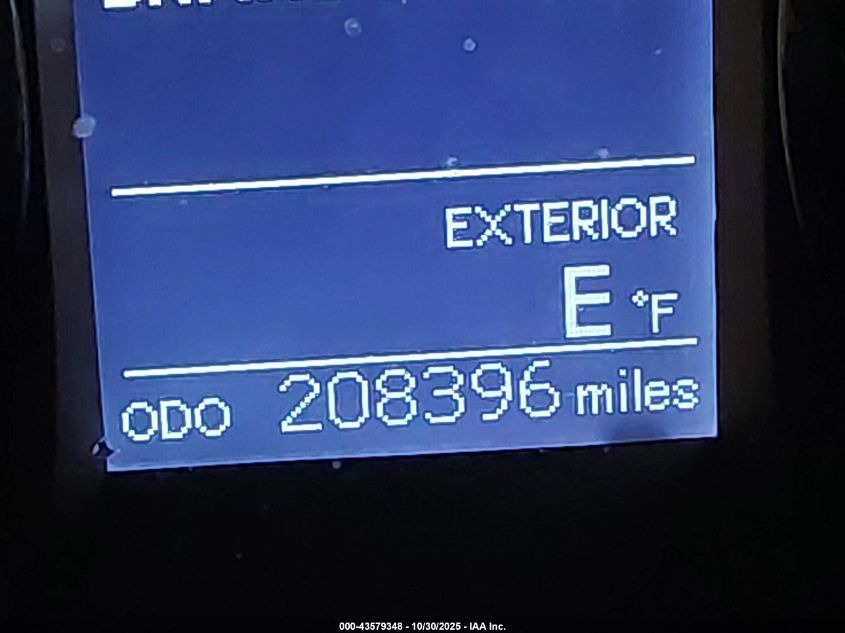 EXTERIOR
E °F
ODO 208396 miles
000-43579348 - 10/30/2025 - IAA Inc.